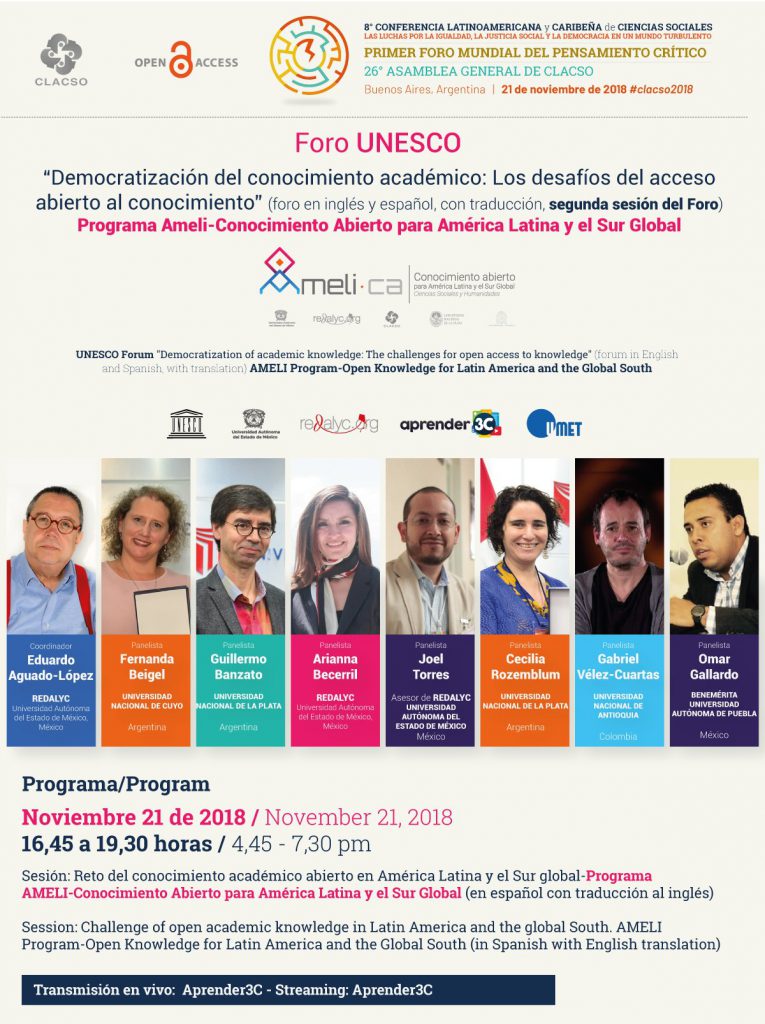 CLACSO
OPEN ACCESS
8° CONFERENCIA LATINOAMERICANA y CARIBEÑA de CIENCIAS SOCIALES
LAS LUCHAS POR LA IGUALDAD, LA JUSTICIA SOCIAL Y LA DEMOCRACIA EN UN MUNDO TURBULENTO
PRIMER FORO MUNDIAL DEL PENSAMIENTO CRÍTICO
26° ASAMBLEA GENERAL DE CLACSO
Buenos Aires, Argentina | 21 de noviembre de 2018 #clacso2018
Foro UNESCO
“Democratización del conocimiento académico: Los desafíos del acceso
abierto al conocimiento” (foro en inglés y español, con traducción, segunda sesión del Foro)
Programa Ameli-Conocimiento Abierto para América Latina y el Sur Global
Ameli·ca
Conocimiento abierto
para América Latina y el Sur Global
Ciencias Sociales y Humanidades
redalyc.org
CLACSO
UNESCO Forum "Democratization of academic knowledge: The challenges for open access to knowledge" (forum in English
and Spanish, with translation) AMELI Program-Open Knowledge for Latin America and the Global South
UNESCO
Universidad Autónoma
del Estado de México
redalyc.org
aprender3C
UMET
Coordinador
Eduardo
Aguado-López
REDALYC
Universidad Autónoma
del Estado de México,
México
Panelista
Fernanda
Beigel
UNIVERSIDAD
NACIONAL DE CUYO
Argentina
Panelista
Guillermo
Banzato
UNIVERSIDAD
NACIONAL DE LA PLATA
Argentina
Panelista
Arianna
Becerril
REDALYC
Universidad Autónoma
del Estado de México,
México
Panelista
Joel
Torres
Asesor de REDALYC
UNIVERSIDAD
AUTÓNOMA DEL
ESTADO DE MÉXICO
México
Panelista
Cecilia
Rozemblum
UNIVERSIDAD
NACIONAL DE LA PLATA
Argentina
Panelista
Gabriel
Vélez-Cuartas
UNIVERSIDAD
NACIONAL DE
ANTIOQUIA
Colombia
Panelista
Omar
Gallardo
BENEMÉRITA
UNIVERSIDAD
AUTÓNOMA DE PUEBLA
México
Programa/Program
Noviembre 21 de 2018 / November 21, 2018
16,45 a 19,30 horas / 4,45 - 7,30 pm
Sesión: Reto del conocimiento académico abierto en América Latina y el Sur global-Programa
AMELI-Conocimiento Abierto para América Latina y el Sur Global (en español con traducción al inglés)
Session: Challenge of open academic knowledge in Latin America and the global South. AMELI
Program-Open Knowledge for Latin America and the Global South (in Spanish with English translation)
Transmisión en vivo: Aprender3C - Streaming: Aprender3C